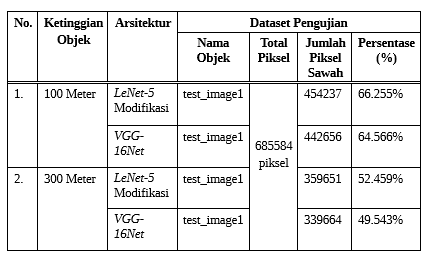 No. Ketinggian Objek Arsitektur Dataset Pengujian
Nama Objek Total Piksel Jumlah Piksel Sawah Persentase (%)
1. 100 Meter LeNet-5 Modifikasi test_image1 685584 piksel 454237 66.255%
VGG-16Net test_image1 442656 64.566%
2. 300 Meter LeNet-5 Modifikasi test_image1 359651 52.459%
VGG-16Net test_image1 339664 49.543%